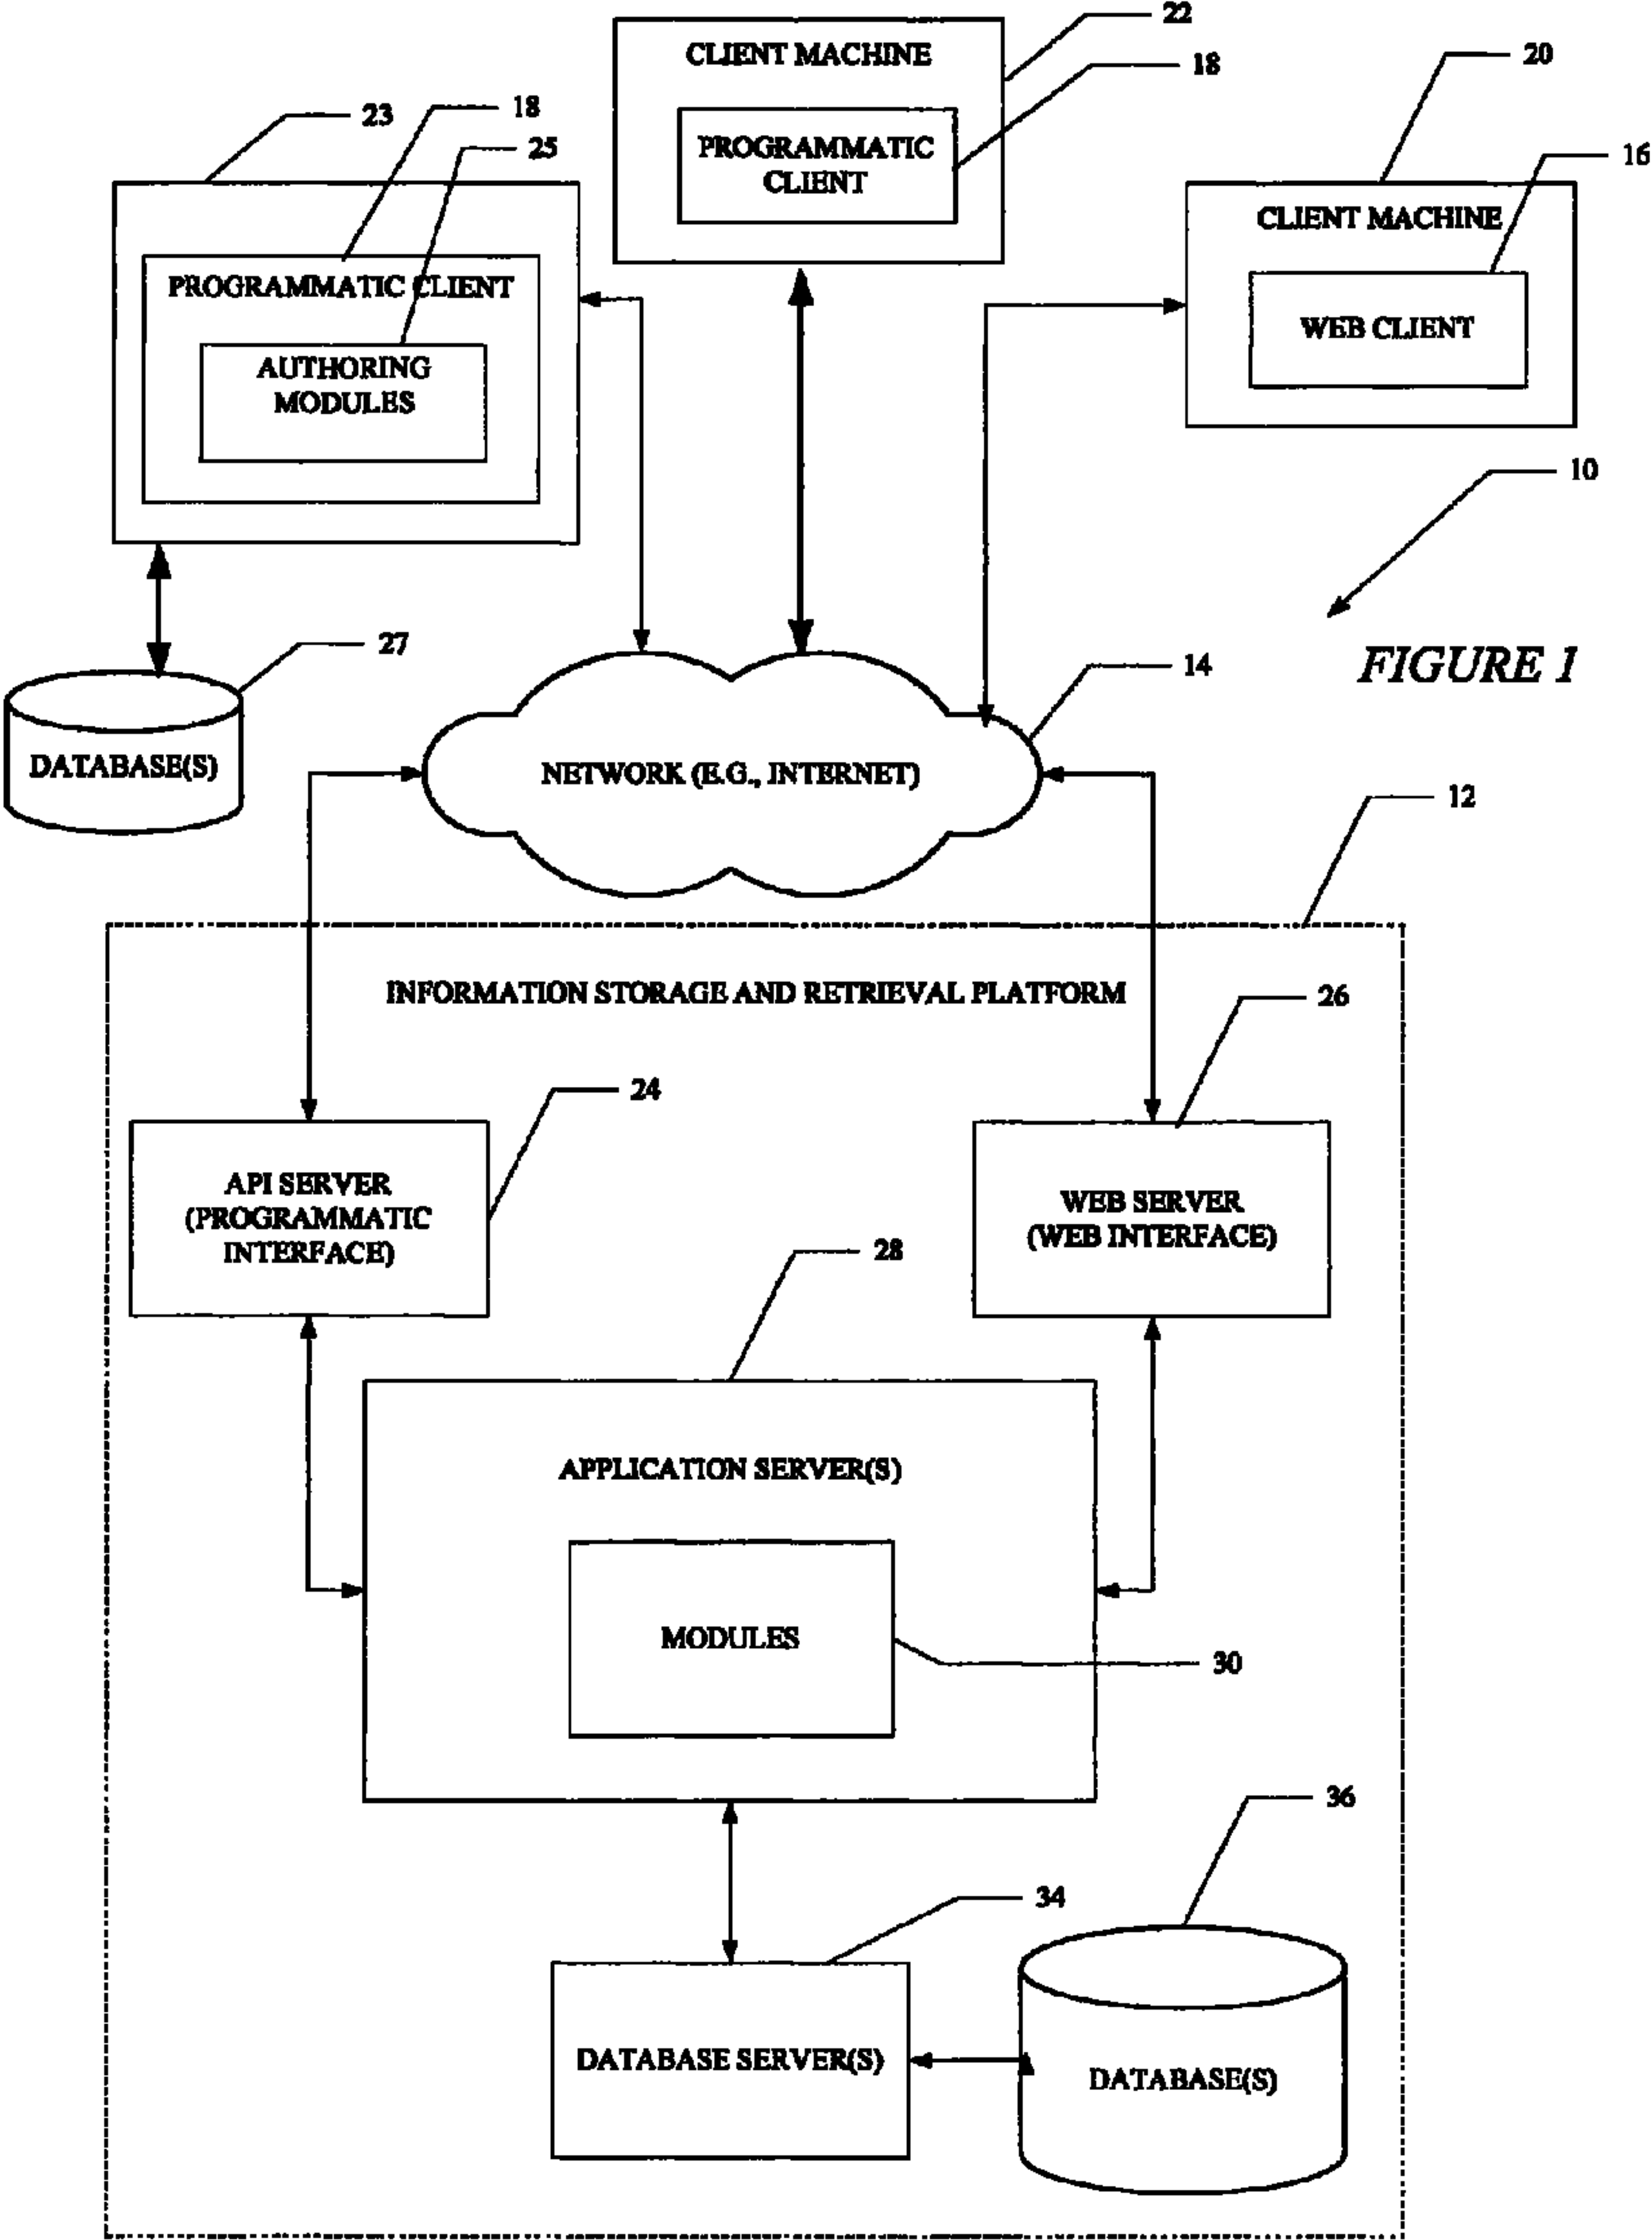 22
CLIENT MACHINE
18
PROGRAMMATIC
CLIENT
20
16
CLIENT MACHINE
WEB CLIENT
23
18
25
PROGRAMMATIC CLIENT
AUTHORING
MODULES
10
FIGURE 1
27
DATABASE(S)
14
NETWORK (E.G., INTERNET)
12
INFORMATION STORAGE AND RETRIEVAL PLATFORM
26
24
API SERVER
(PROGRAMMATIC
INTERFACE)
WEB SERVER
(WEB INTERFACE)
28
APPLICATION SERVER(S)
MODULES
30
36
34
DATABASE SERVER(S)
DATABASE(S)